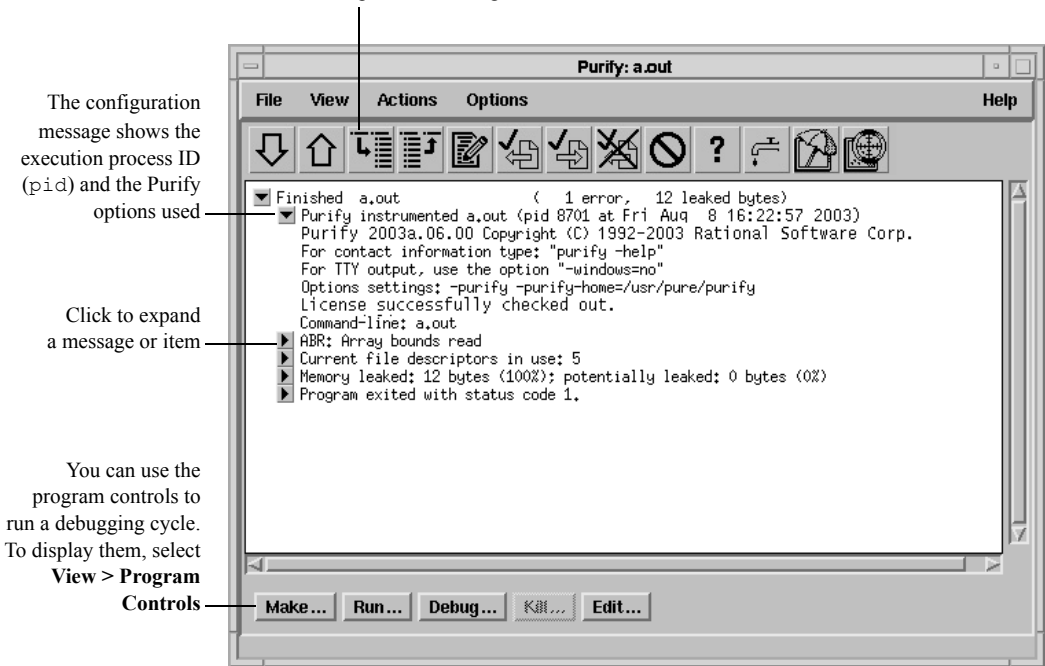 Purify: a.out
File View Actions Options Help
?
Finished a.out ( 1 error, 12 leaked bytes)
Purify instrumented a.out (pid 8701 at Fri Aug 8 16:22:57 2003)
Purify 2003a.06.00 Copyright (C) 1992-2003 Rational Software Corp.
For contact information type: "purify -help"
For TTY output, use the option "-windows=no"
Options settings: -purify -purify-home=/usr/pure/purify
License successfully checked out.
Command-line: a.out
ABR: Array bounds read
Current file descriptors in use: 5
Memory leaked: 12 bytes (100%); potentially leaked: 0 bytes (0%)
Program exited with status code 1.
Make... Run... Debug... Kill... Edit...
The configuration
message shows the
execution process ID
(pid) and the Purify
options used
Click to expand
a message or item
You can use the
program controls to
run a debugging cycle.
To display them, select
View > Program
Controls